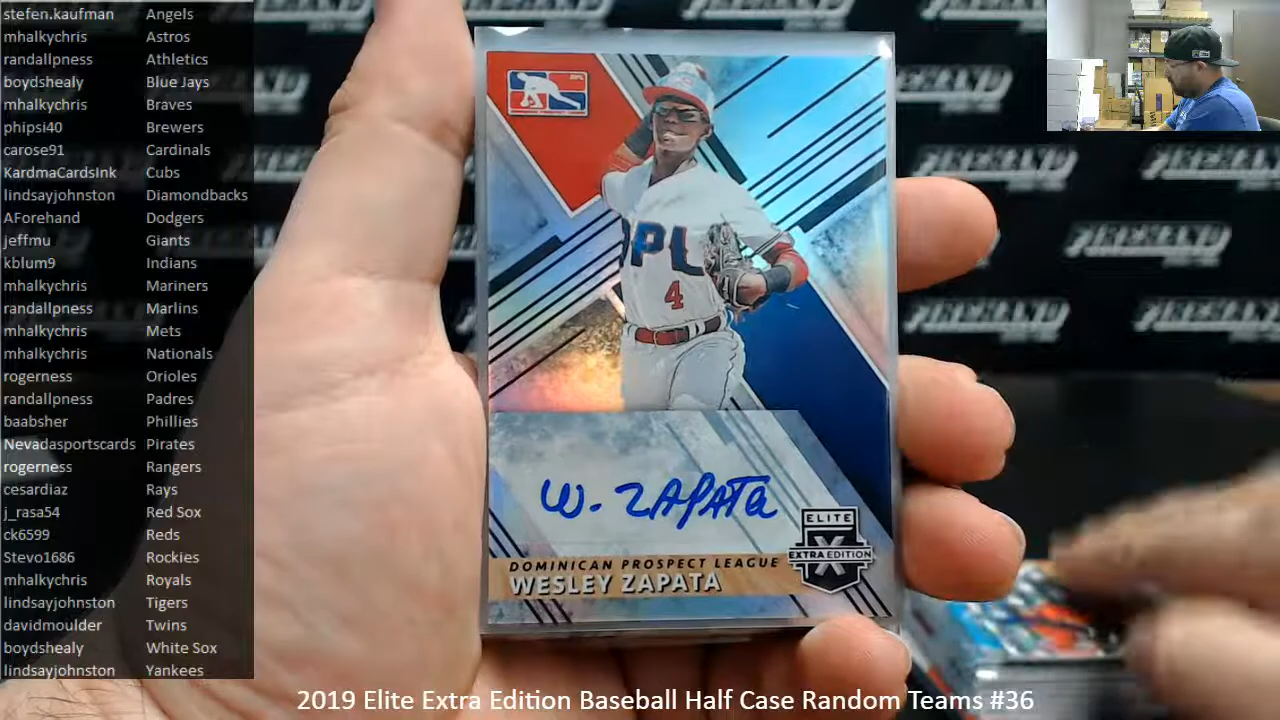 stefen.kaufman Angels
mhalkychris Astros
randallpness Athletics
boydshealy Blue Jays
mhalkychris Braves
phipsi40 Brewers
carose91 Cardinals
KardmaCardsInk Cubs
lindsayjohnston Diamondbacks
AForehand Dodgers
jeffmu Giants
kblum9 Indians
mhalkychris Mariners
randallpness Marlins
mhalkychris Mets
mhalkychris Nationals
rogerness Orioles
randallpness Padres
baabsher Phillies
Nevadasportscards Pirates
rogerness Rangers
cesardiaz Rays
j_rasa54 Red Sox
ck6599 Reds
Stevo1686 Rockies
mhalkychris Royals
lindsayjohnston Tigers
davidmoulder Twins
boydshealy White Sox
lindsayjohnston Yankees
DPL
4
W. ZAPATA
ELITE
EXTRA EDITION
X
DOMINICAN PROSPECT LEAGUE
WESLEY ZAPATA
2019 Elite Extra Edition Baseball Half Case Random Teams #36